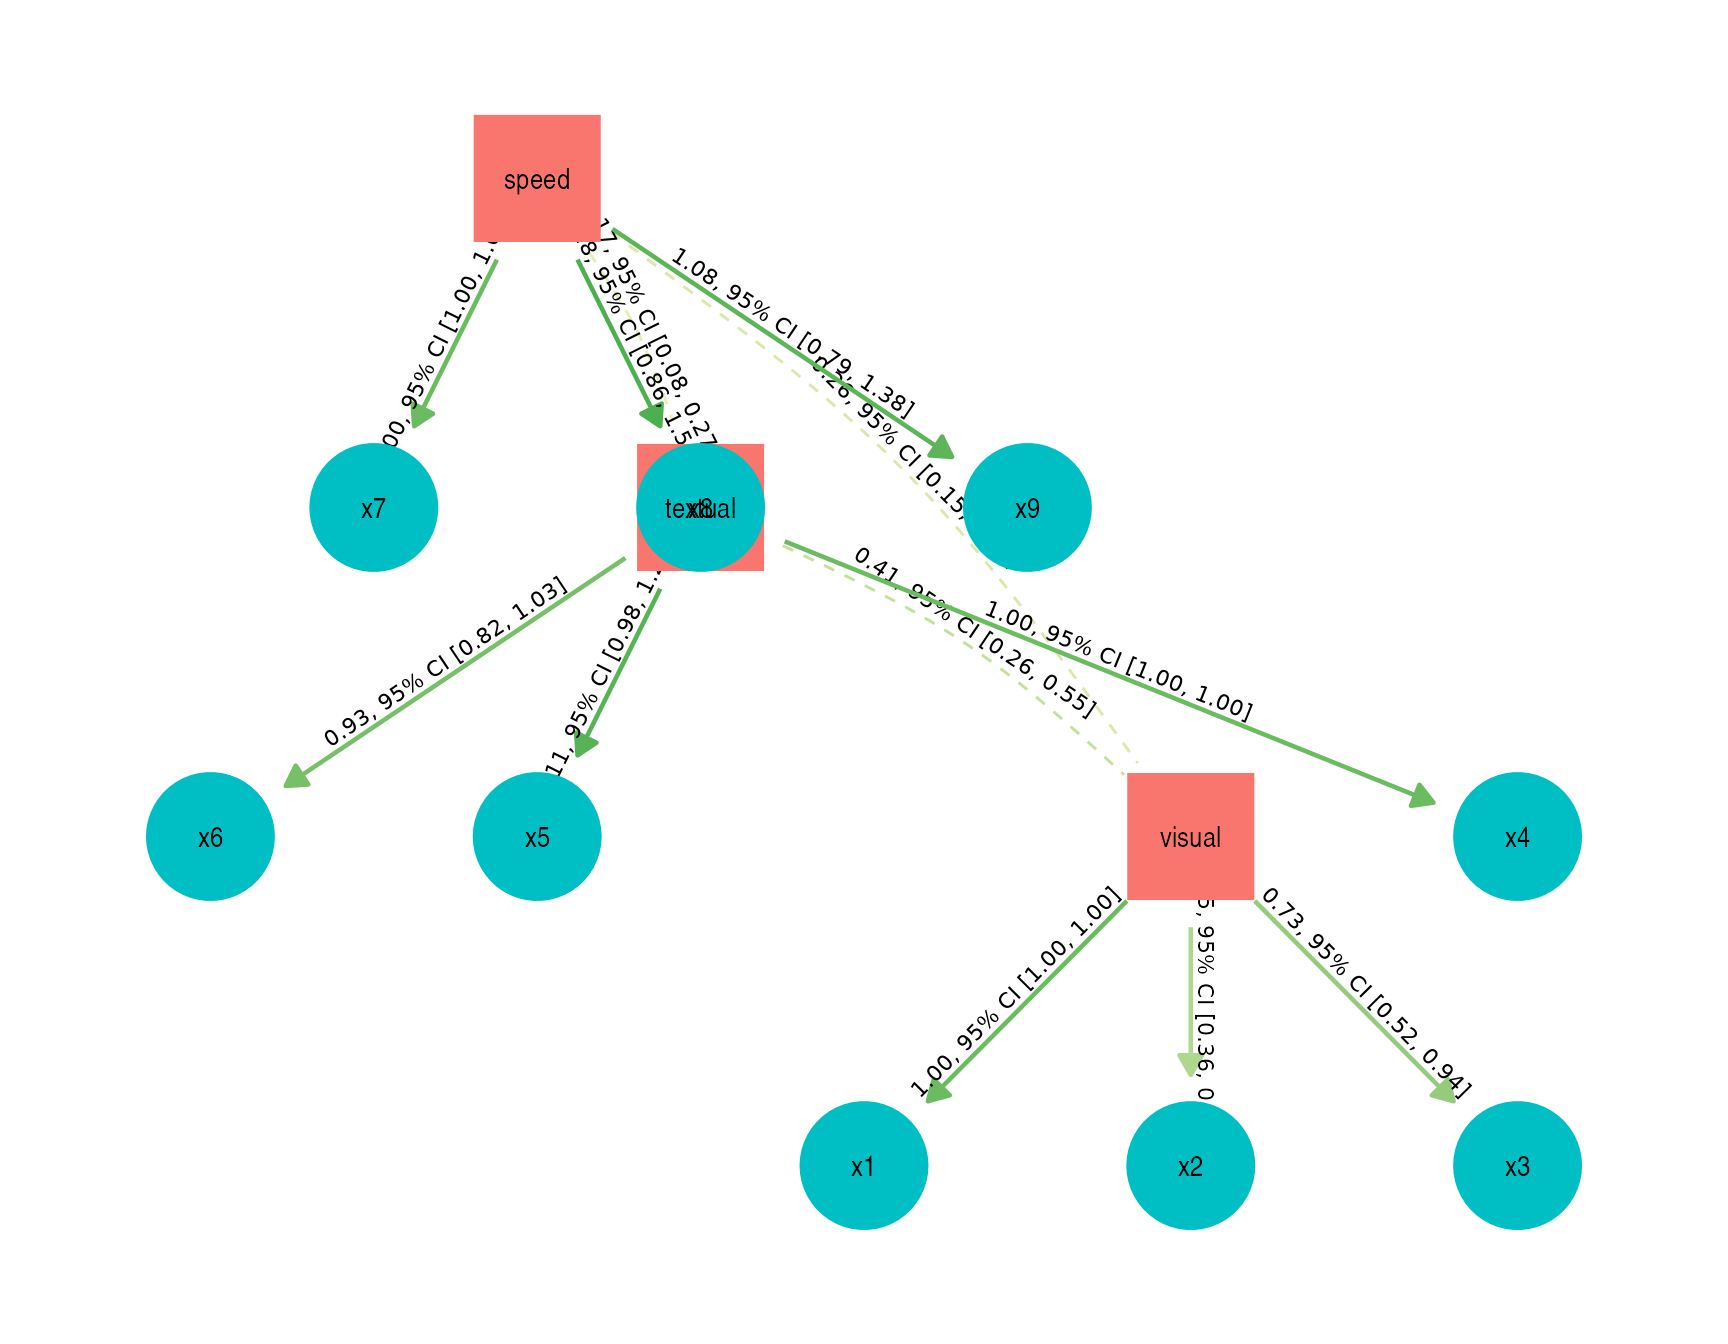 speed
00, 95% CI [1.00, 1.
8, 95% CI [0.86, 1.5
17, 95% CI [0.08, 0.27
1.08, 95% CI [0.79, 1.38]
0.26, 95% CI [0.15,
x7
textual
x8
x9
0.93, 95% CI [0.82, 1.03]
11, 95% CI [0.98, 1.
0.41, 95% CI [0.26, 0.55]
1.00, 95% CI [1.00, 1.00]
x6
x5
visual
x4
1.00, 95% CI [1.00, 1.00]
5, 95% CI [0.36, 0
0.73, 95% CI [0.52, 0.94]
x1
x2
x3